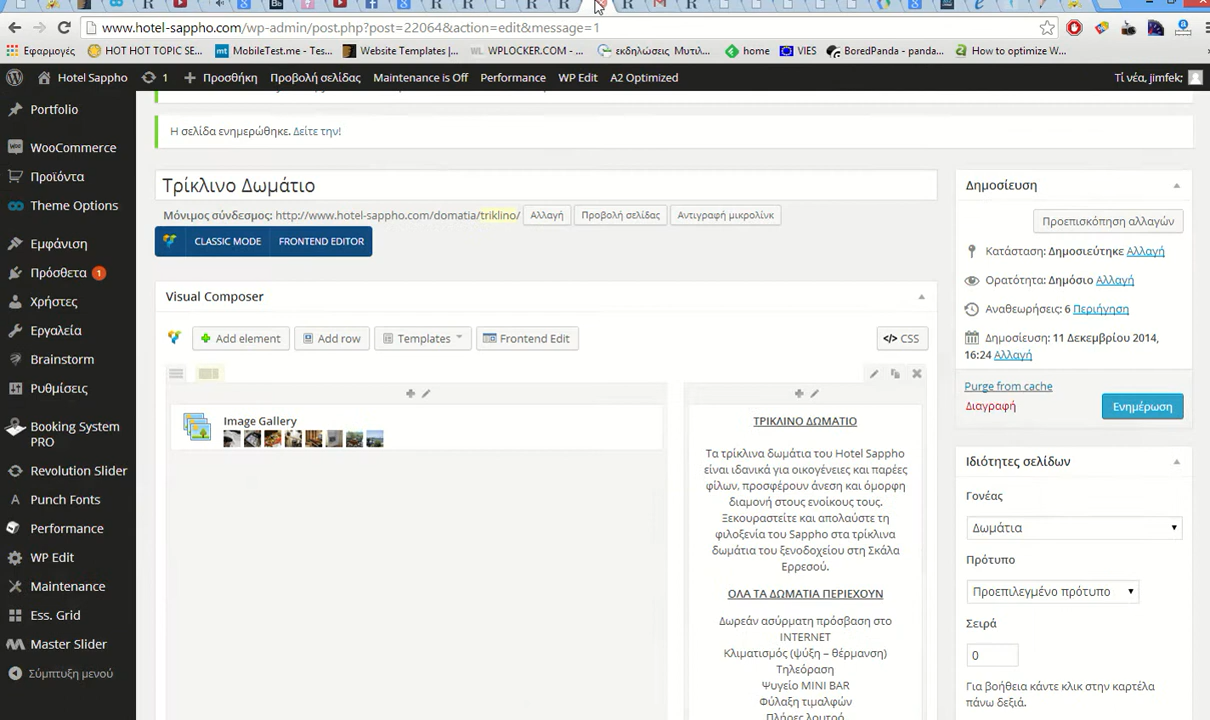 www.hotel-sappho.com/wp-admin/post.php?post=22064&action=edit&message=1
Εφαρμογές
HOT HOT TOPIC SE...
MobileTest.me - Tes...
Website Templates |...
WPLOCKER.COM - ...
εκδηλώσεις Μυτιλ...
home
VIES
BoredPanda - panda...
How to optimize W...
Hotel Sappho
1
Προσθήκη
Προβολή σελίδας
Maintenance is Off
Performance
WP Edit
A2 Optimized
Τί νέα, jimfek;
Portfolio
WooCommerce
Προϊόντα
Theme Options
Εμφάνιση
Πρόσθετα 1
Χρήστες
Εργαλεία
Brainstorm
Ρυθμίσεις
Booking System
PRO
Revolution Slider
Punch Fonts
Performance
WP Edit
Maintenance
Ess. Grid
Master Slider
Σύμπτυξη μενού
Η σελίδα ενημερώθηκε. Δείτε την!
Τρίκλινο Δωμάτιο
Μόνιμος σύνδεσμος: http://www.hotel-sappho.com/domatia/triklino/
Αλλαγή
Προβολή σελίδας
Αντιγραφή μικρολίνκ
CLASSIC MODE
FRONTEND EDITOR
Visual Composer
Add element
Add row
Templates
Frontend Edit
</> CSS
Image Gallery
ΤΡΙΚΛΙΝΟ ΔΩΜΑΤΙΟ
Τα τρίκλινα δωμάτια του Hotel Sappho
είναι ιδανικά για οικογένειες και παρέες
φίλων, προσφέρουν άνεση και όμορφη
διαμονή στους ενοίκους τους.
Ξεκουραστείτε και απολαύστε τη
φιλοξενία του Sappho στα τρίκλινα
δωμάτια του ξενοδοχείου στη Σκάλα
Ερρεσού.
ΟΛΑ ΤΑ ΔΩΜΑΤΙΑ ΠΕΡΙΕΧΟΥΝ
Δωρεάν ασύρματη πρόσβαση στο
INTERNET
Κλιματισμός (ψύξη – θέρμανση)
Τηλεόραση
Ψυγείο MINI BAR
Φύλαξη τιμαλφών
Πλήρες λουτρό
Δημοσίευση
Προεπισκόπηση αλλαγών
Κατάσταση: Δημοσιεύτηκε Αλλαγή
Ορατότητα: Δημόσιο Αλλαγή
Αναθεωρήσεις: 6 Περιήγηση
Δημοσίευση: 11 Δεκεμβρίου 2014,
16:24 Αλλαγή
Purge from cache
Διαγραφή
Ενημέρωση
Ιδιότητες σελίδων
Γονέας
Δωμάτια
Πρότυπο
Προεπιλεγμένο πρότυπο
Σειρά
0
Για βοήθεια κάντε κλικ στην καρτέλα
πάνω δεξιά.